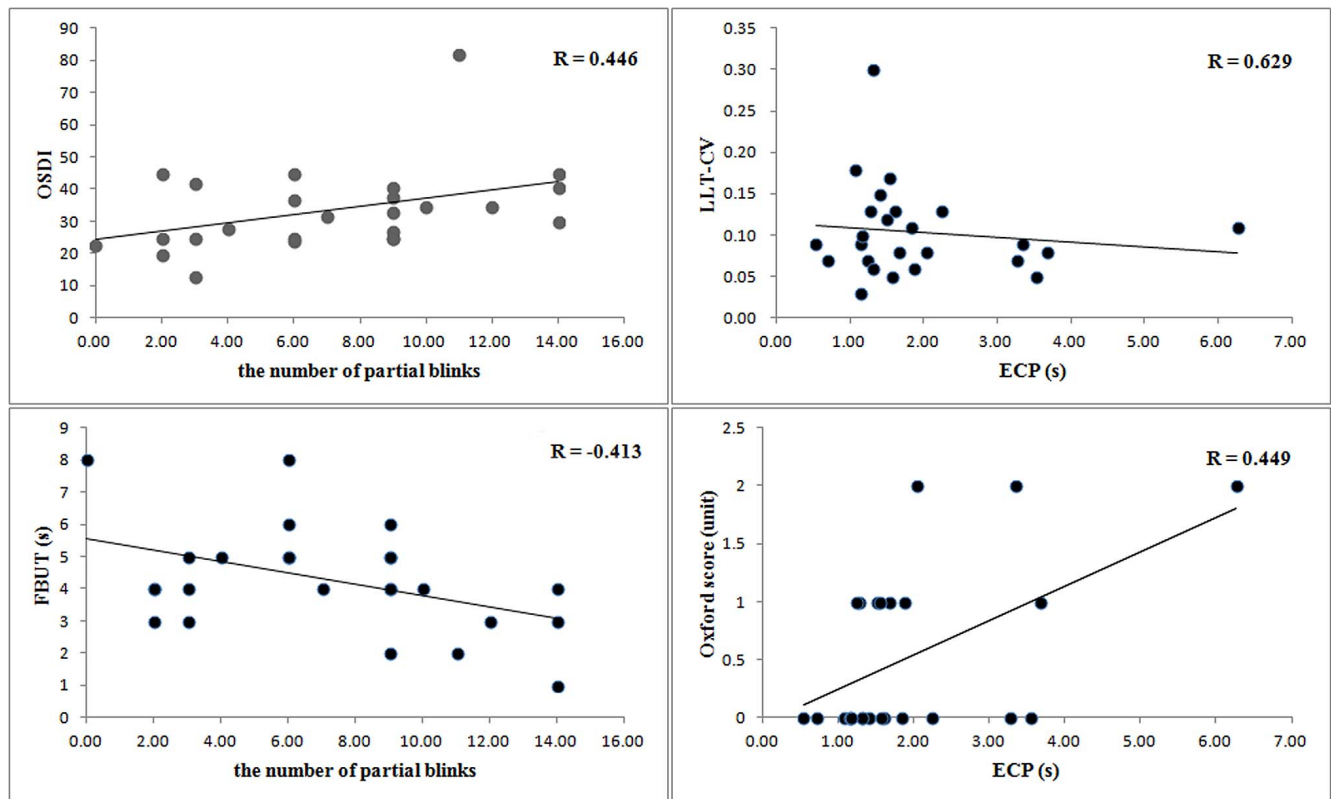 90
80
70
60
50
40
30
20
10
0
OSDI
R = 0.446
0.00 2.00 4.00 6.00 8.00 10.00 12.00 14.00 16.00
the number of partial blinks
0.35
0.30
0.25
0.20
0.15
0.10
0.05
0.00
LLT-CV
R = 0.629
0.00 1.00 2.00 3.00 4.00 5.00 6.00 7.00
ECP (s)
9
8
7
6
5
4
3
2
1
0
FBUT (s)
R = -0.413
0.00 2.00 4.00 6.00 8.00 10.00 12.00 14.00 16.00
the number of partial blinks
2.5
2
1.5
1
0.5
0
Oxford score (unit)
R = 0.449
0.00 1.00 2.00 3.00 4.00 5.00 6.00 7.00
ECP (s)